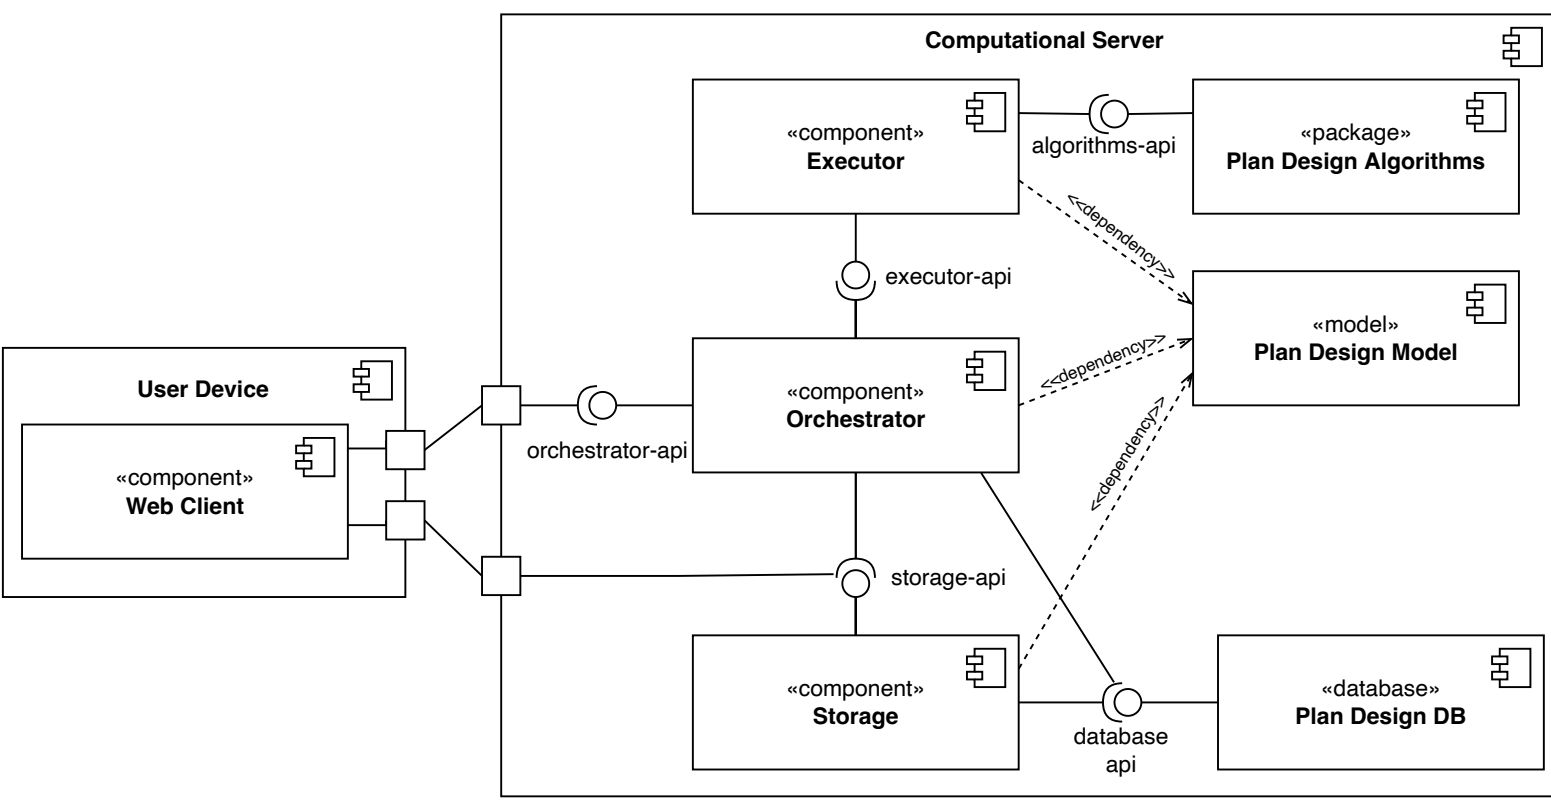 Computational Server
«component»
Executor
algorithms-api
«package»
Plan Design Algorithms
<<dependency>>
executor-api
«model»
Plan Design Model
User Device
«component»
Web Client
orchestrator-api
«component»
Orchestrator
<<dependency>>
<<dependency>>
storage-api
«component»
Storage
database
api
«database»
Plan Design DB